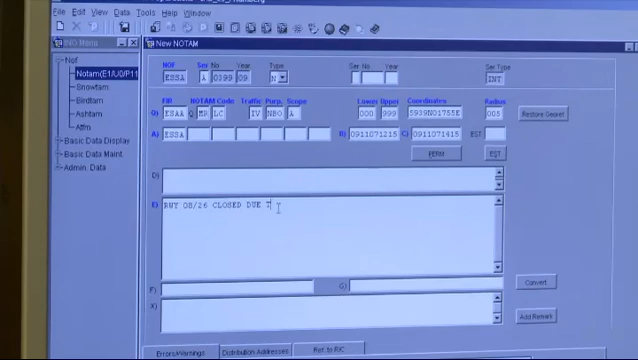 File Edit View Data Tools Help Window
INO Menu
New NOTAM
Nof
Notam(E1/U0/P11
Snowtam
Birdtam
Ashtam
Atfm
Basic Data Display
Basic Data Maint.
Admin. Data
NOF Ser No Year Type Ser No. Year Ser Type
ESSA A 0399 09 N INT
FIR NOTAM Code Traffic Purp. Scope Lower Upper Coordinates Radius
Q) ESAA Q MR LC IV NBO A 000 999 5939N01755E 005 Restore Secaret
A) ESSA B) 0911071215 C) 0911071415 EST
PERM EST
D)
E) RWY 08/26 CLOSED DUE T
F) G) Convert
X)
Add Remark
Errors/Warnings Distribution Addresses Ref. to R/C